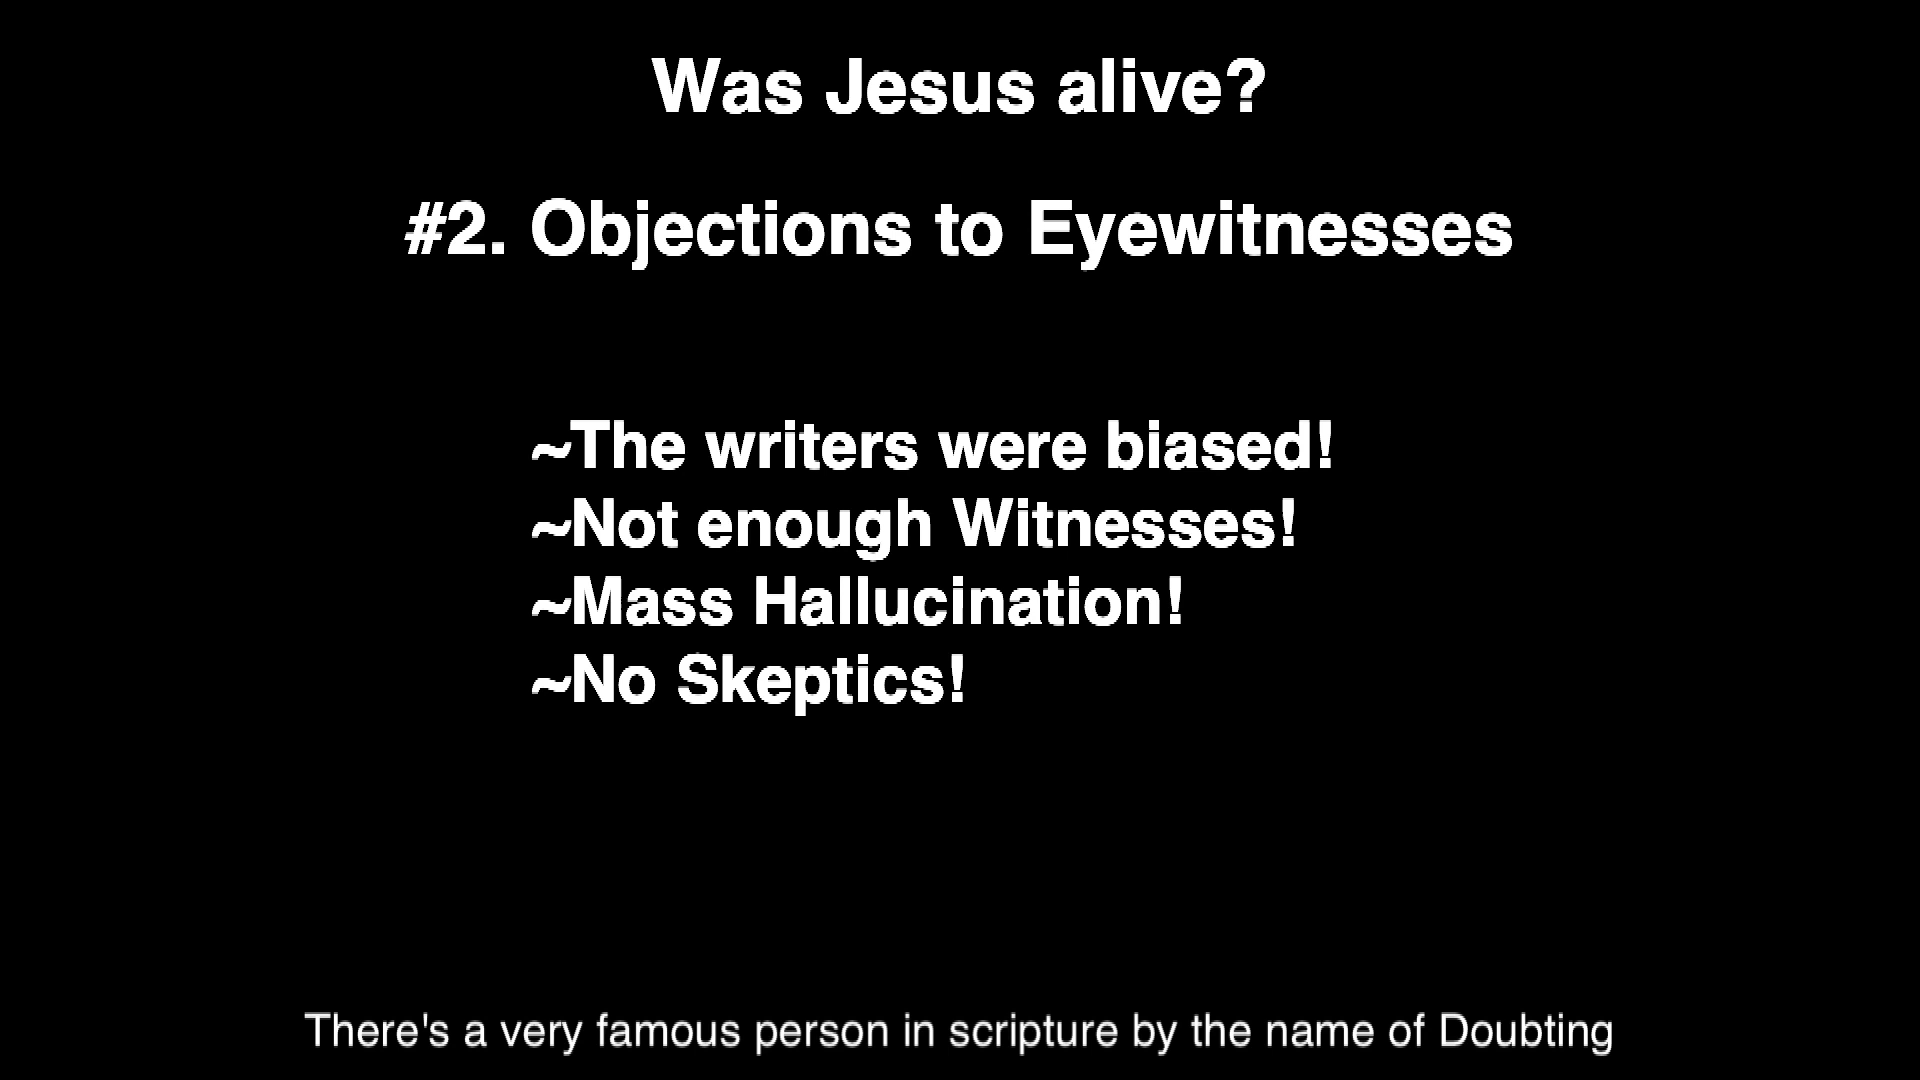 Was Jesus alive?
#2. Objections to Eyewitnesses
~The writers were biased!
~Not enough Witnesses!
~Mass Hallucination!
~No Skeptics!
There's a very famous person in scripture by the name of Doubting